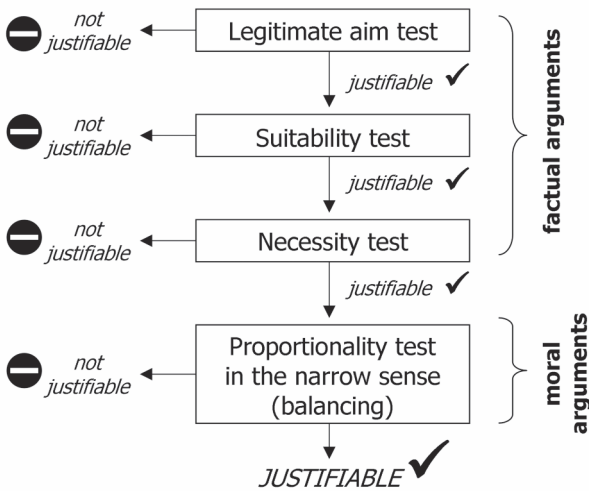 not
justifiable
Legitimate aim test
justifiable
not
justifiable
Suitability test
justifiable
not
justifiable
Necessity test
justifiable
factual arguments
not
justifiable
Proportionality test
in the narrow sense
(balancing)
moral
arguments
JUSTIFIABLE